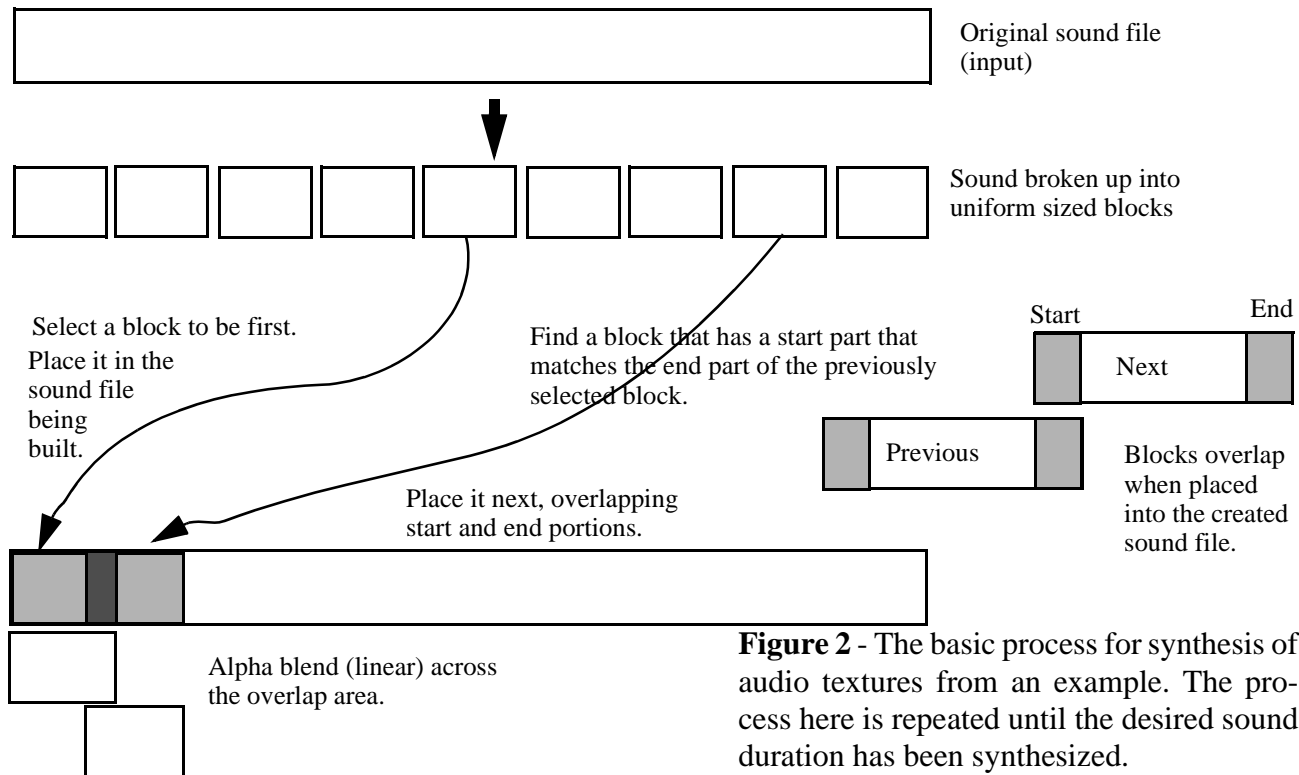 Original sound file
(input)
Sound broken up into
uniform sized blocks
Select a block to be first.
Place it in the
sound file
being
built.
Find a block that has a start part that
matches the end part of the previously
selected block.
Start
End
Next
Previous
Blocks overlap
when placed
into the created
sound file.
Place it next, overlapping
start and end portions.
Alpha blend (linear) across
the overlap area.
Figure 2 - The basic process for synthesis of
audio textures from an example. The pro-
cess here is repeated until the desired sound
duration has been synthesized.